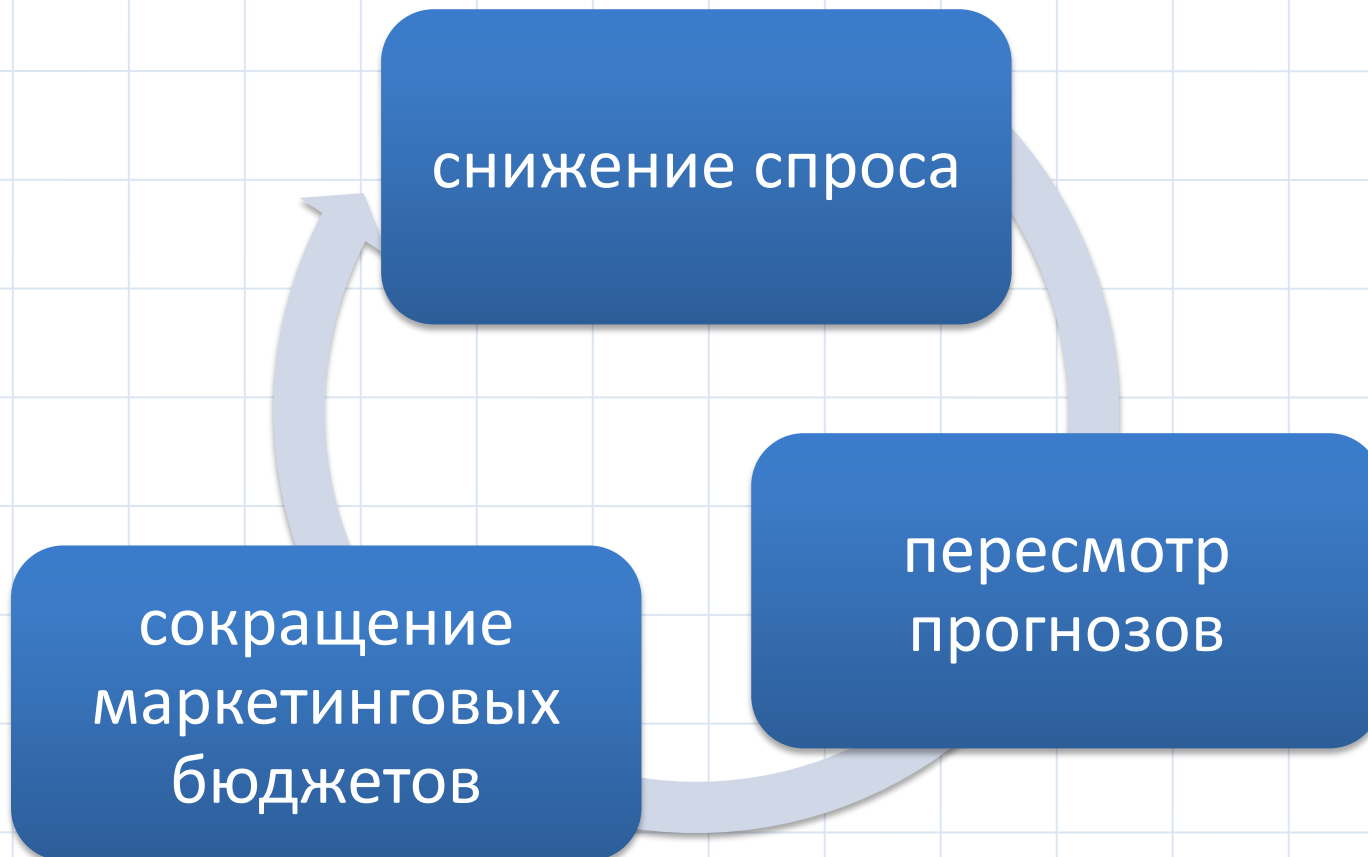 снижение спроса
пересмотр
прогнозов
сокращение
маркетинговых
бюджетов